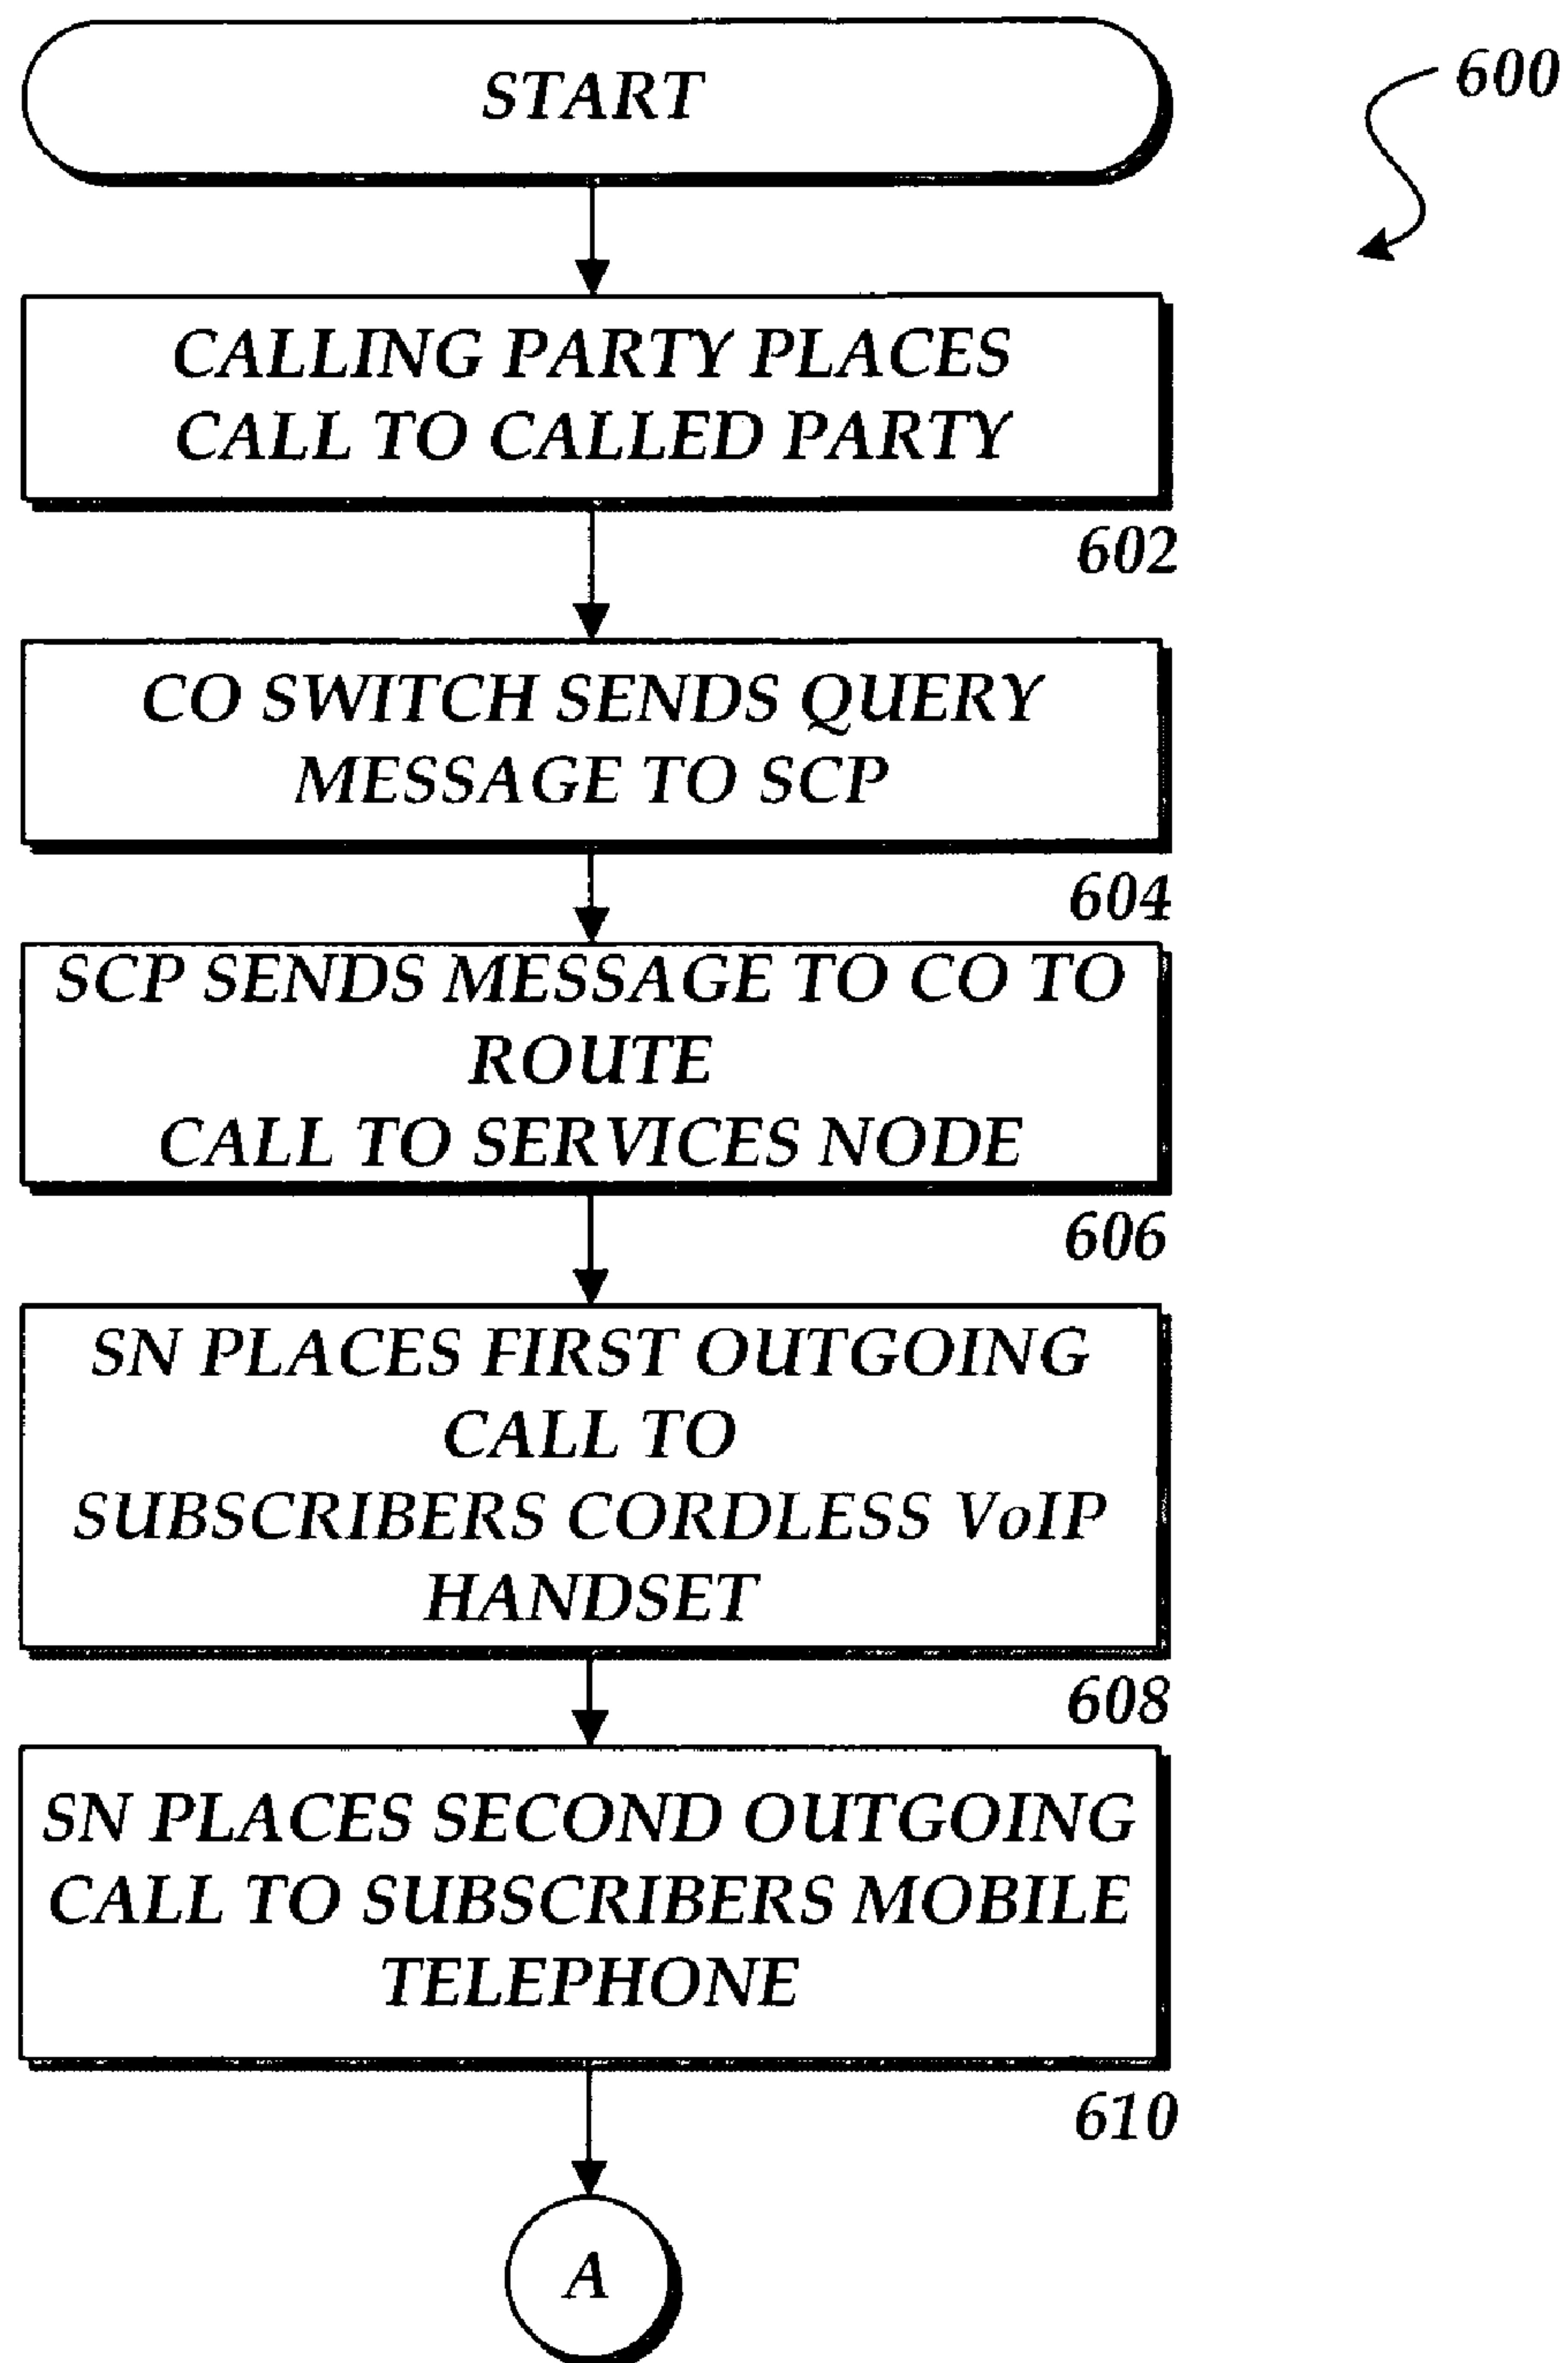 START
600
CALLING PARTY PLACES
CALL TO CALLED PARTY
602
CO SWITCH SENDS QUERY
MESSAGE TO SCP
604
SCP SENDS MESSAGE TO CO TO
ROUTE
CALL TO SERVICES NODE
606
SN PLACES FIRST OUTGOING
CALL TO
SUBSCRIBERS CORDLESS VoIP
HANDSET
608
SN PLACES SECOND OUTGOING
CALL TO SUBSCRIBERS MOBILE
TELEPHONE
610
A